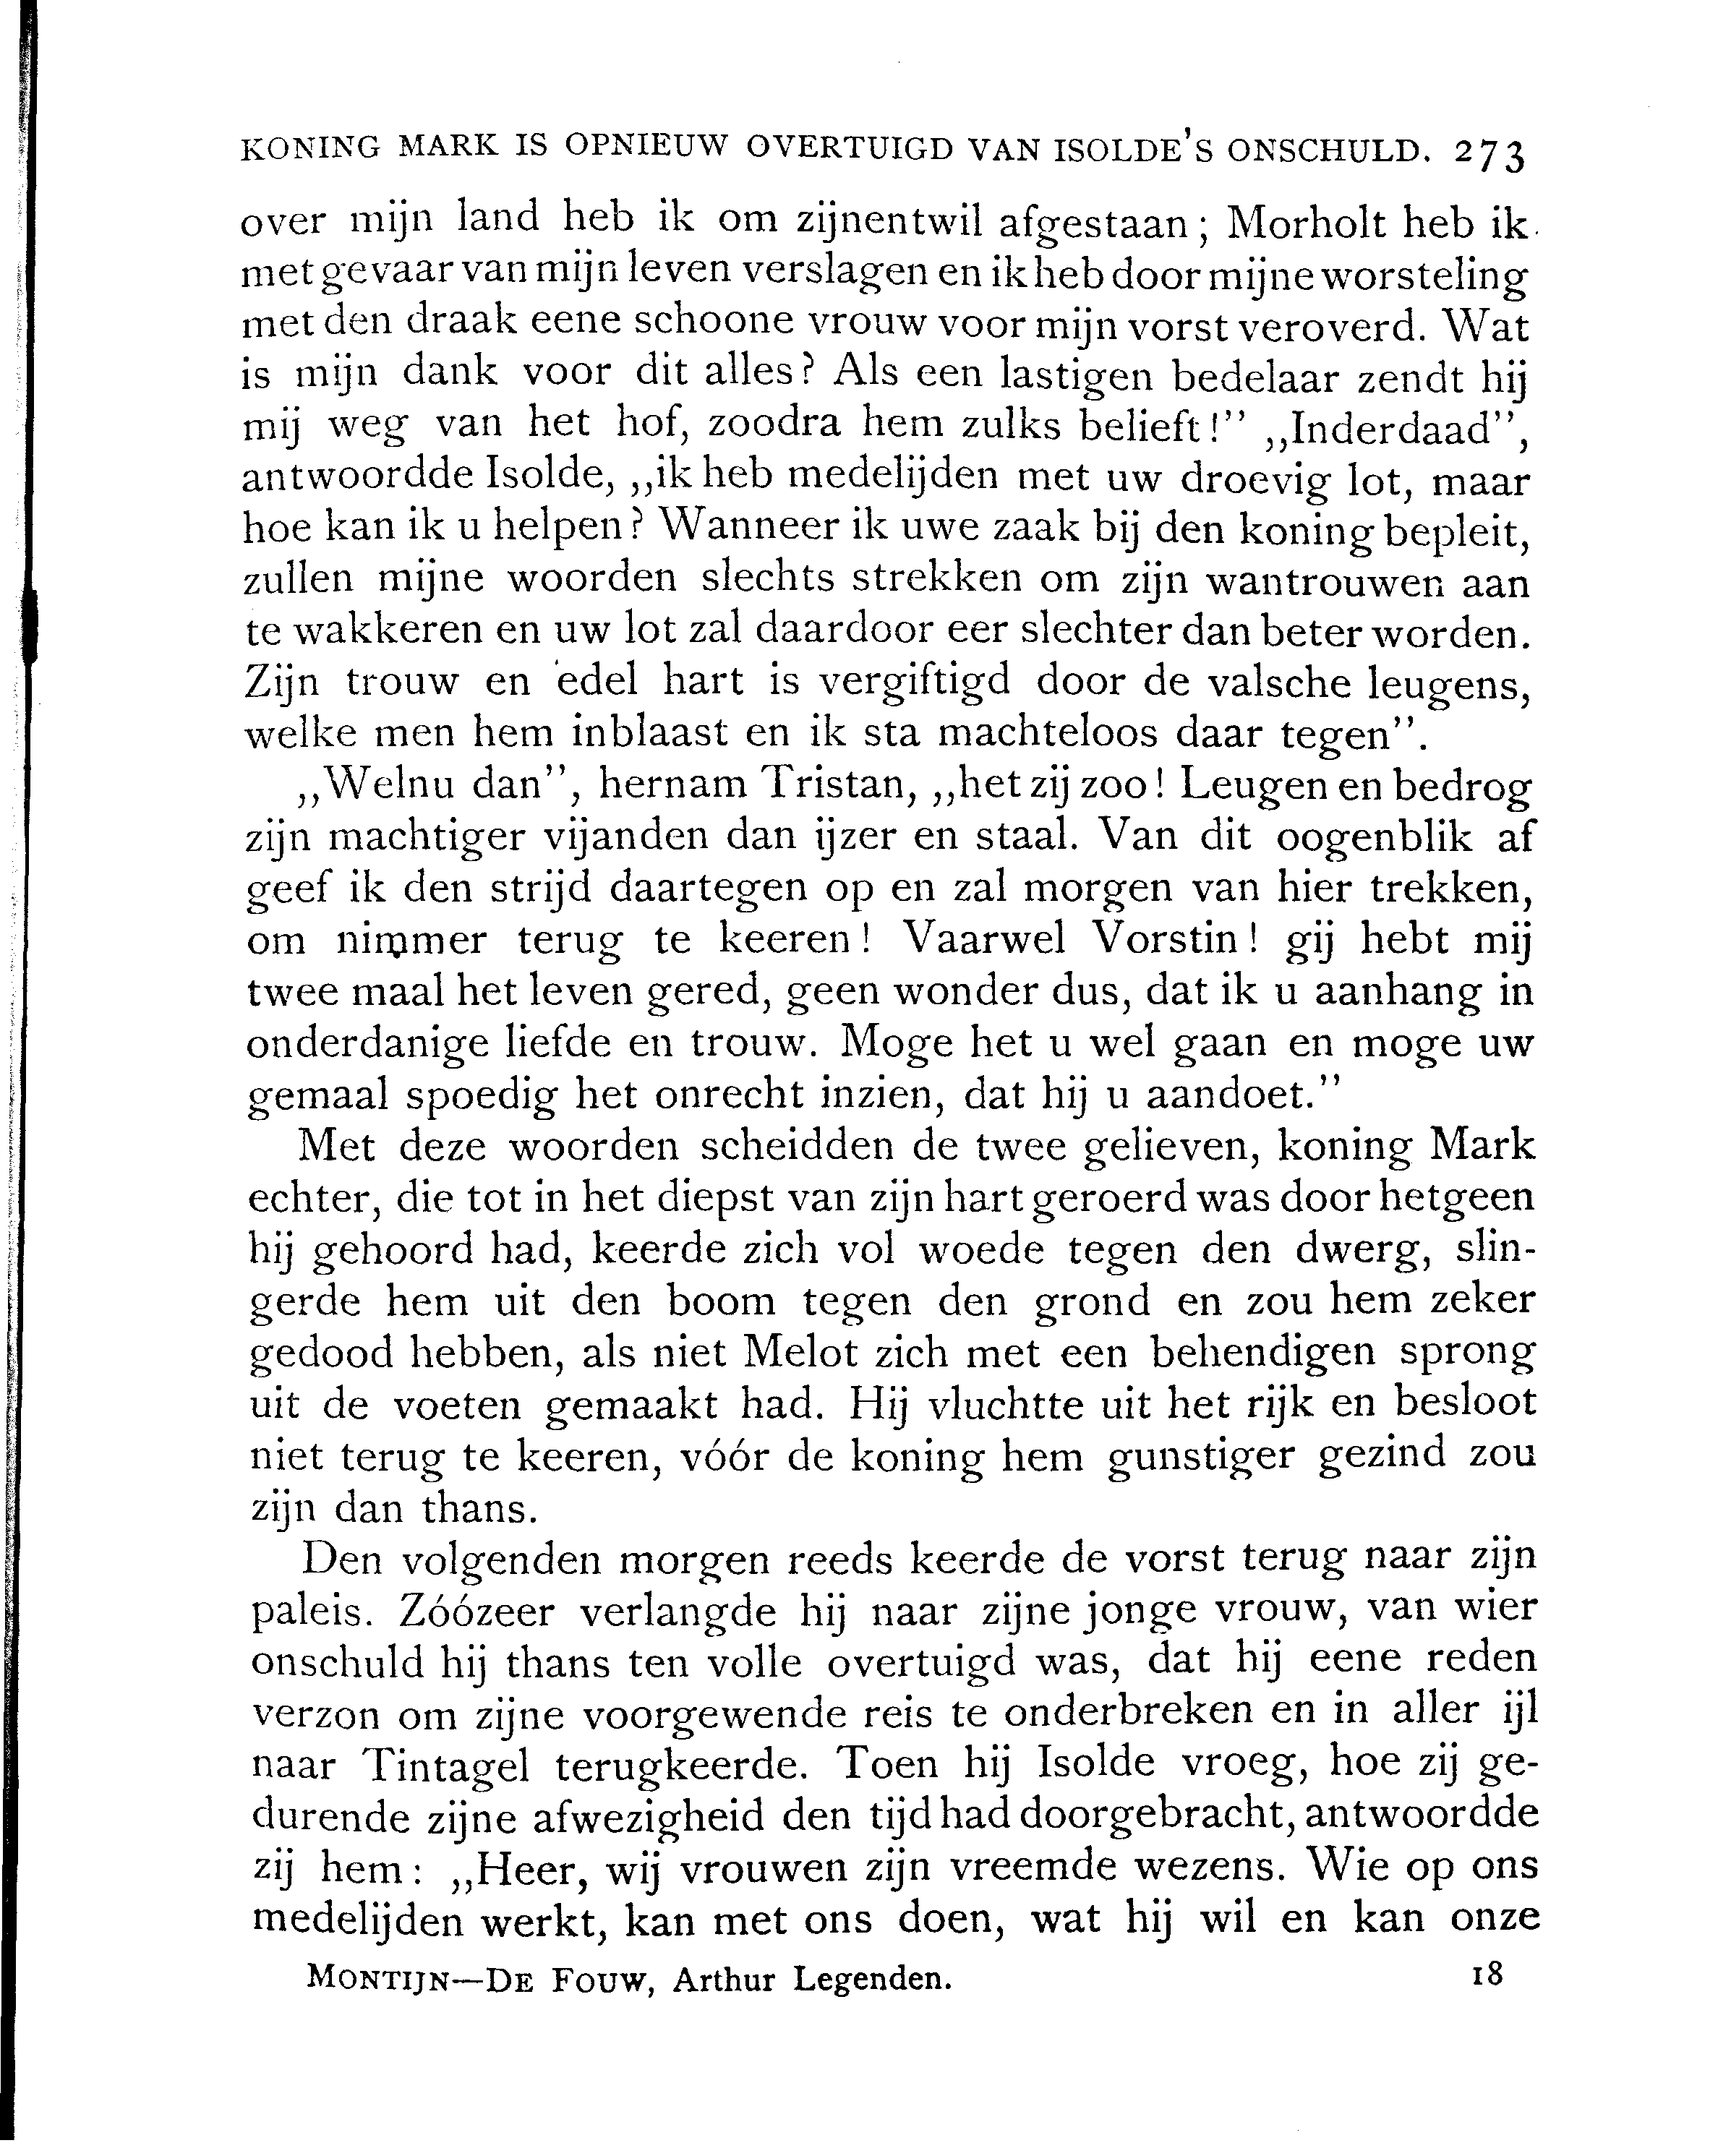 KONING MARK IS OPNIEUW OVERTUIGD VAN ISOLDE'S ONSCHULD. 273
over mijn land heb ik om zijnentwil afgestaan; Morholt heb ik
met gevaar van mijn leven verslagen en ik heb door mijne worsteling
met den draak eene schoone vrouw voor mijn vorst veroverd. Wat
is mijn dank voor dit alles? Als een lastigen bedelaar zendt hij
mij weg van het hof, zoodra hem zulks belieft!” „Inderdaad”,
antwoordde Isolde, „ik heb medelijden met uw droevig lot, maar
hoe kan ik u helpen? Wanneer ik uwe zaak bij den koning bepleit,
zullen mijne woorden slechts strekken om zijn wantrouwen aan
te wakkeren en uw lot zal daardoor eer slechter dan beter worden.
Zijn trouw en edel hart is vergiftigd door de valsche leugens,
welke men hem inblaast en ik sta machteloos daar tegen”.
„Welnu dan”, hernam Tristan, „het zij zoo! Leugen en bedrog
zijn machtiger vijanden dan ijzer en staal. Van dit oogenblik af
geef ik den strijd daartegen op en zal morgen van hier trekken,
om nimmer terug te keeren! Vaarwel Vorstin! gij hebt mij
twee maal het leven gered, geen wonder dus, dat ik u aanhang in
onderdanige liefde en trouw. Moge het u wel gaan en moge uw
gemaal spoedig het onrecht inzien, dat hij u aandoet.”
Met deze woorden scheidden de twee gelieven, koning Mark
echter, die tot in het diepst van zijn hart geroerd was door hetgeen
hij gehoord had, keerde zich vol woede tegen den dwerg, slin-
gerde hem uit den boom tegen den grond en zou hem zeker
gedood hebben, als niet Melot zich met een behendigen sprong
uit de voeten gemaakt had. Hij vluchtte uit het rijk en besloot
niet terug te keeren, vóór de koning hem gunstiger gezind zou
zijn dan thans.
Den volgenden morgen reeds keerde de vorst terug naar zijn
paleis. Zóózeer verlangde hij naar zijne jonge vrouw, van wier
onschuld hij thans ten volle overtuigd was, dat hij eene reden
verzon om zijne voorgewende reis te onderbreken en in aller ijl
naar Tintagel terugkeerde. Toen hij Isolde vroeg, hoe zij ge-
durende zijne afwezigheid den tijd had doorgebracht, antwoordde
zij hem: „Heer, wij vrouwen zijn vreemde wezens. Wie op ons
medelijden werkt, kan met ons doen, wat hij wil en kan onze
MONTIJN—DE FOUW, Arthur Legenden. 18